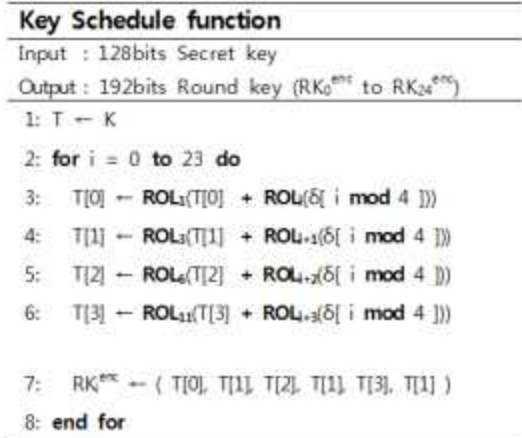 Key Schedule function
Input : 128bits Secret key
Output : 192bits Round key (RK₀ᵉⁿᶜ to RK₂₄ᵉⁿᶜ)
1: T ← K
2: for i = 0 to 23 do
3: T[0] ← ROL₁(T[0] + ROLᵢ(δ[ i mod 4 ]))
4: T[1] ← ROL₃(T[1] + ROLᵢ₊₁(δ[ i mod 4 ]))
5: T[2] ← ROL₆(T[2] + ROLᵢ₊₂(δ[ i mod 4 ]))
6: T[3] ← ROL₁₁(T[3] + ROLᵢ₊₃(δ[ i mod 4 ]))
7: RKᵢᵉⁿᶜ ← ( T[0], T[1], T[2], T[1], T[3], T[1] )
8: end for